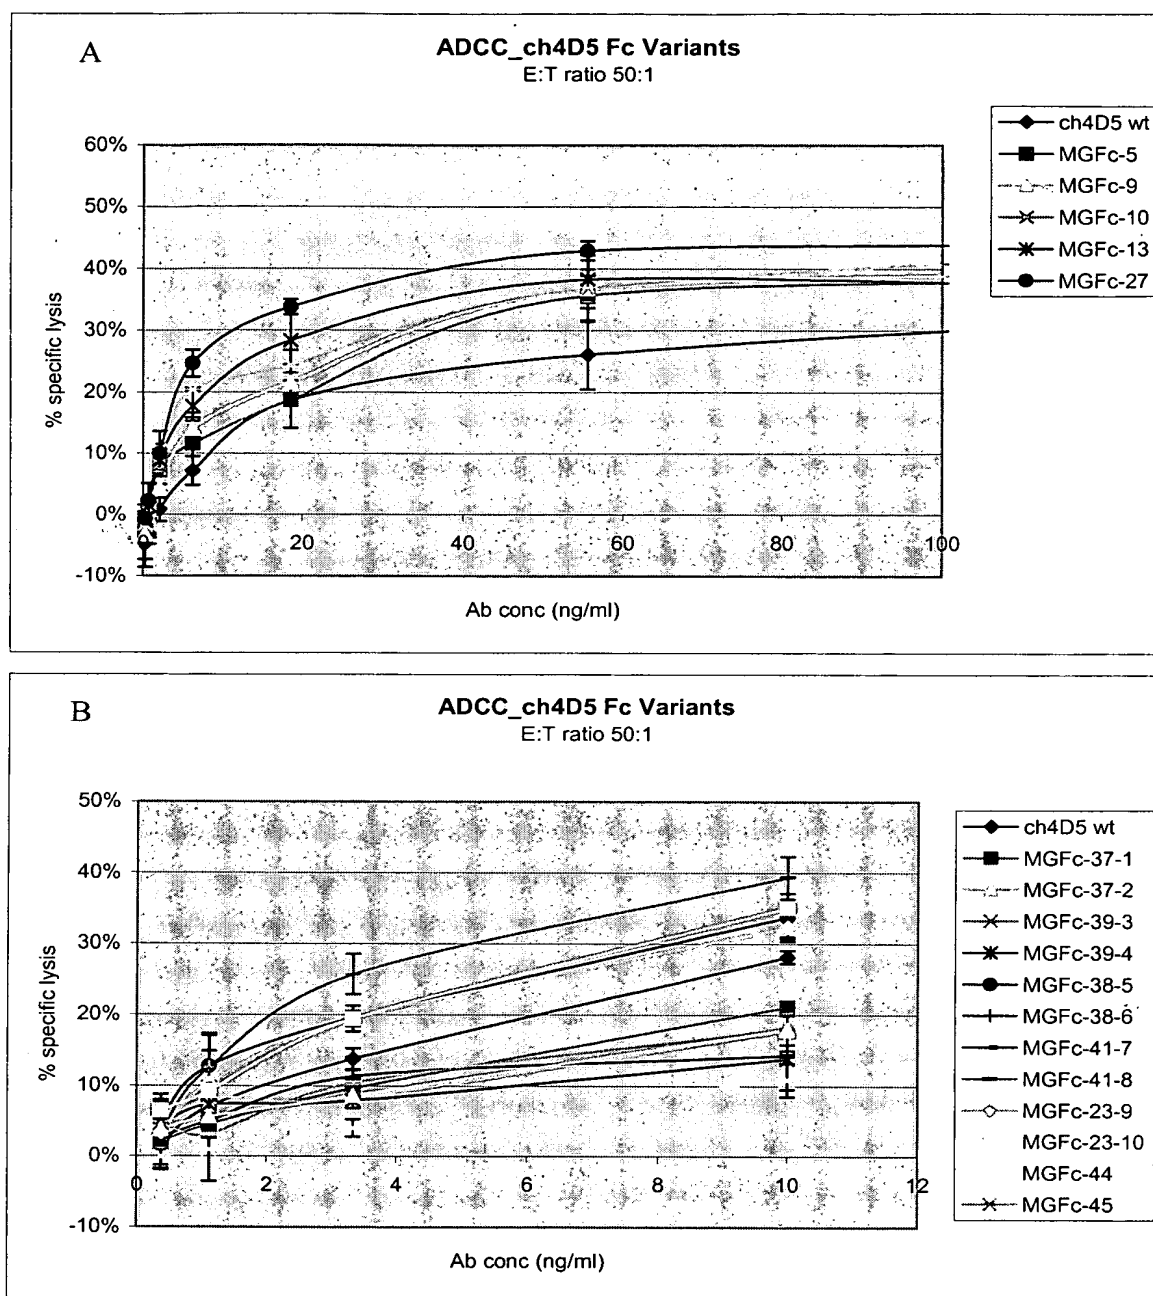 A
ADCC_ch4D5 Fc Variants
E:T ratio 50:1
60%
50%
40%
30%
20%
10%
0%
-10%
% specific lysis
20
40
60
80
100
Ab conc (ng/ml)
ch4D5 wt
MGFc-5
MGFc-9
MGFc-10
MGFc-13
MGFc-27
B
ADCC_ch4D5 Fc Variants
E:T ratio 50:1
50%
40%
30%
20%
10%
0%
-10%
% specific lysis
0
2
4
6
8
10
12
Ab conc (ng/ml)
ch4D5 wt
MGFc-37-1
MGFc-37-2
MGFc-39-3
MGFc-39-4
MGFc-38-5
MGFc-38-6
MGFc-41-7
MGFc-41-8
MGFc-23-9
MGFc-23-10
MGFc-44
MGFc-45